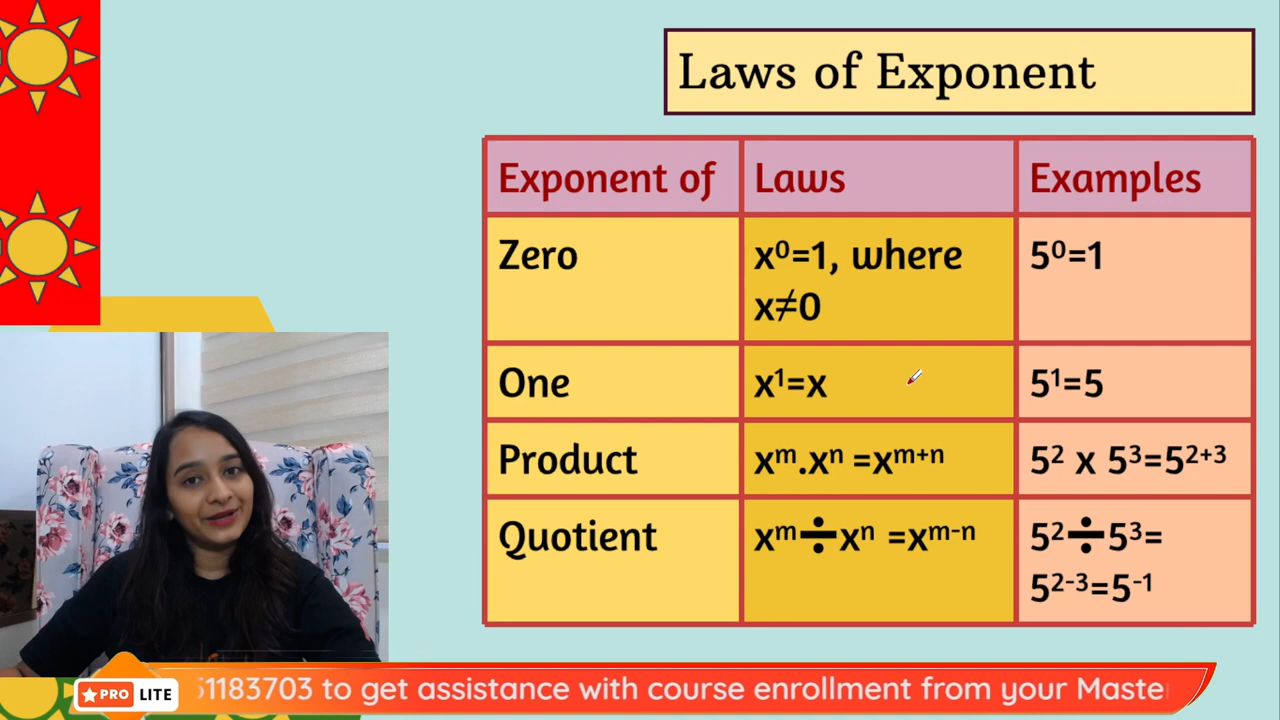 Laws of Exponent
Exponent of Laws Examples
Zero x⁰=1, where x≠0 5⁰=1
One x¹=x 5¹=5
Product xᵐ.xⁿ =xᵐ⁺ⁿ 5² x 5³=5²⁺³
Quotient xᵐ÷xⁿ =xᵐ⁻ⁿ 5²÷5³= 5²⁻³=5⁻¹
PRO LITE
51183703 to get assistance with course enrollment from your Maste